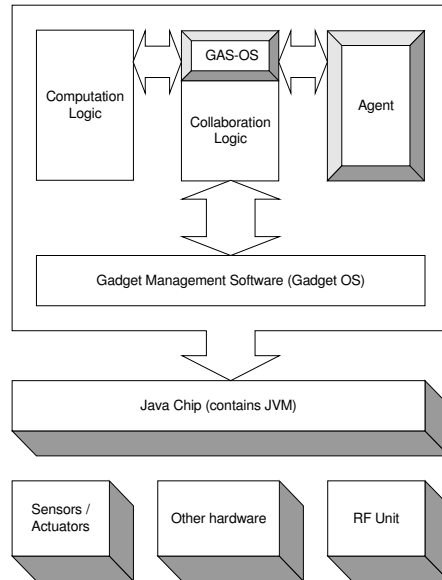 GAS-OS
Computation
Logic
Collaboration
Logic
Agent
Gadget Management Software (Gadget OS)
Java Chip (contains JVM)
Sensors /
Actuators
Other hardware
RF Unit